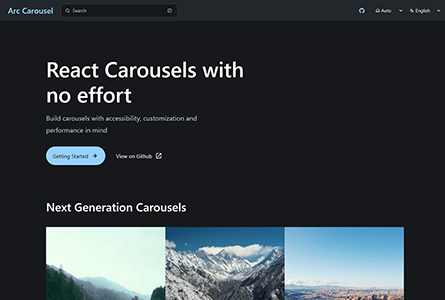 Arc Carousel
Search
Auto
English
React Carousels with
no effort
Build carousels with accessibility, customization and
performance in mind
Getting Started
View on Github
Next Generation Carousels